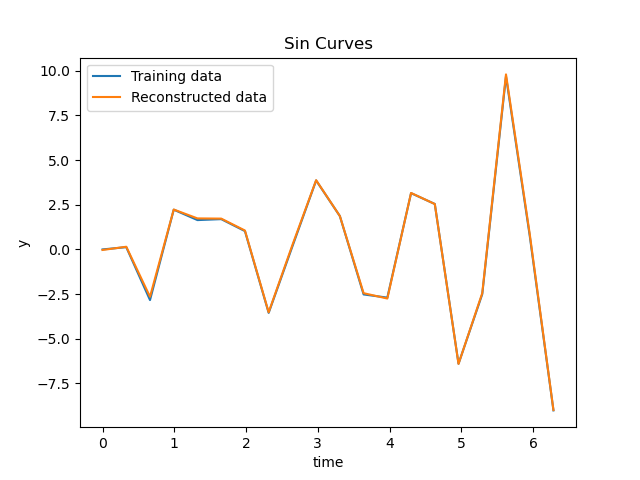 Sin Curves
Training data
Reconstructed data
10.0
7.5
5.0
2.5
0.0
−2.5
−5.0
−7.5
y
0 1 2 3 4 5 6
time